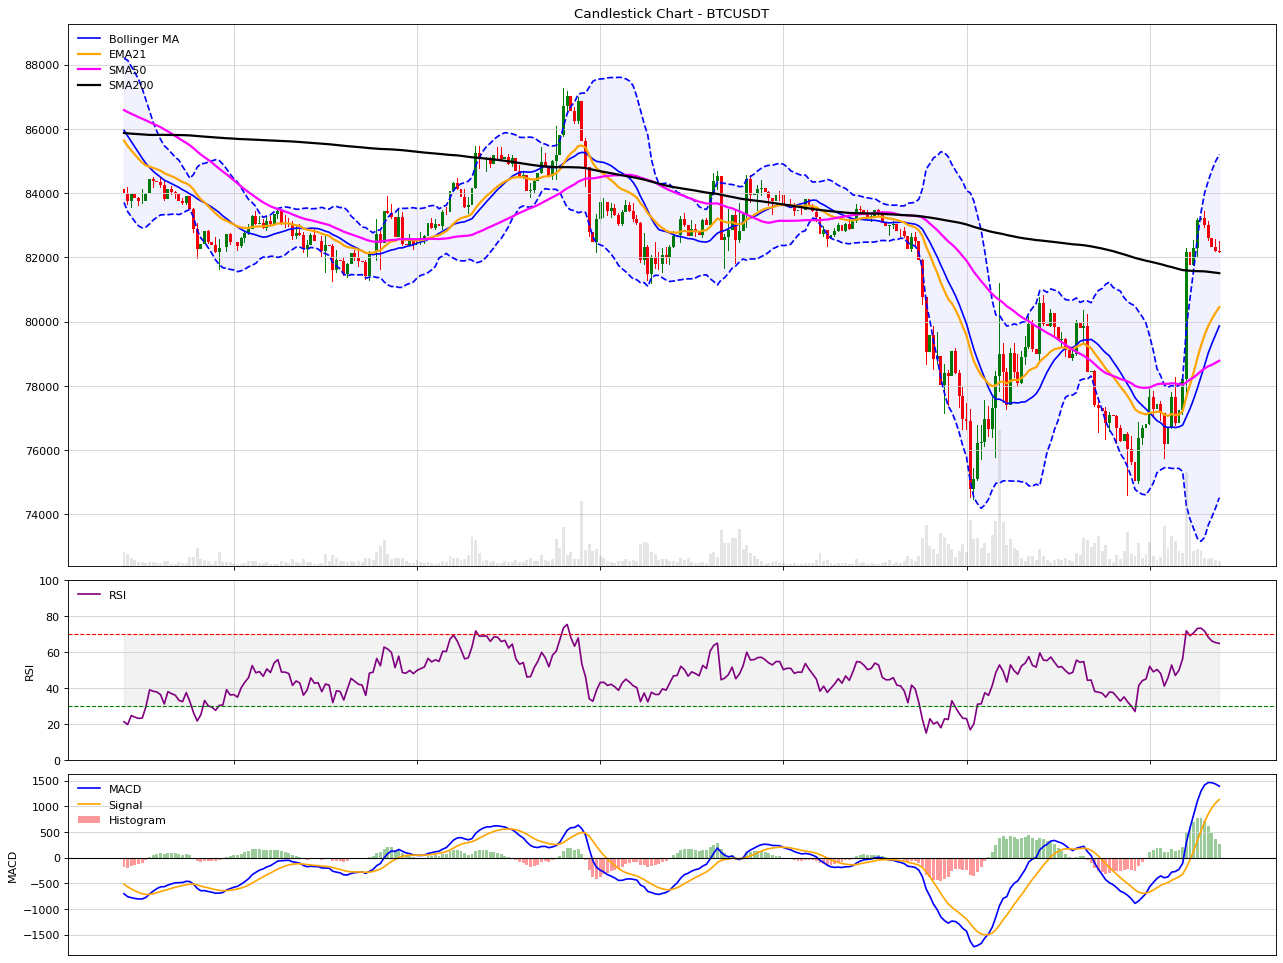 Candlestick Chart - BTCUSDT
Bollinger MA
EMA21
SMA50
SMA200
88000
86000
84000
82000
80000
78000
76000
74000
RSI
100
80
60
40
20
0
RSI
MACD
Signal
Histogram
1500
1000
500
0
−500
−1000
−1500
MACD